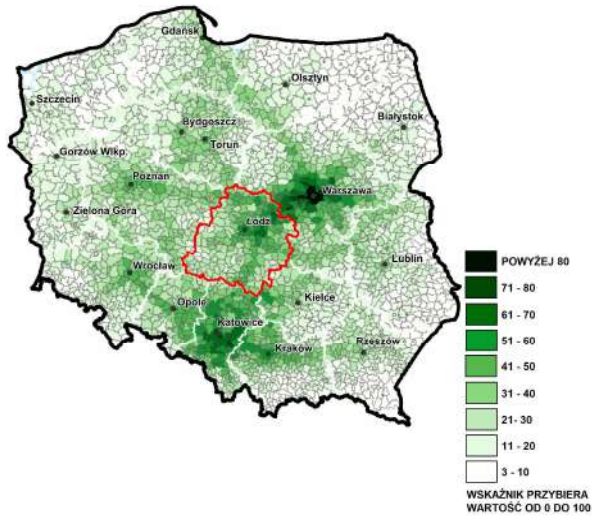 Gdańsk
Olsztyn
Szczecin
Białystok
Bydgoszcz
Toruń
Gorzów Wlkp.
Poznań
Warszawa
Zielona Góra
Łódź
Wrocław
Lublin
Opole
Kielce
Katowice
Kraków
Rzeszów
POWYŻEJ 80
71 - 80
61 - 70
51 - 60
41 - 50
31 - 40
21- 30
11 - 20
3 - 10
WSKAŹNIK PRZYBIERA
WARTOŚĆ OD 0 DO 100